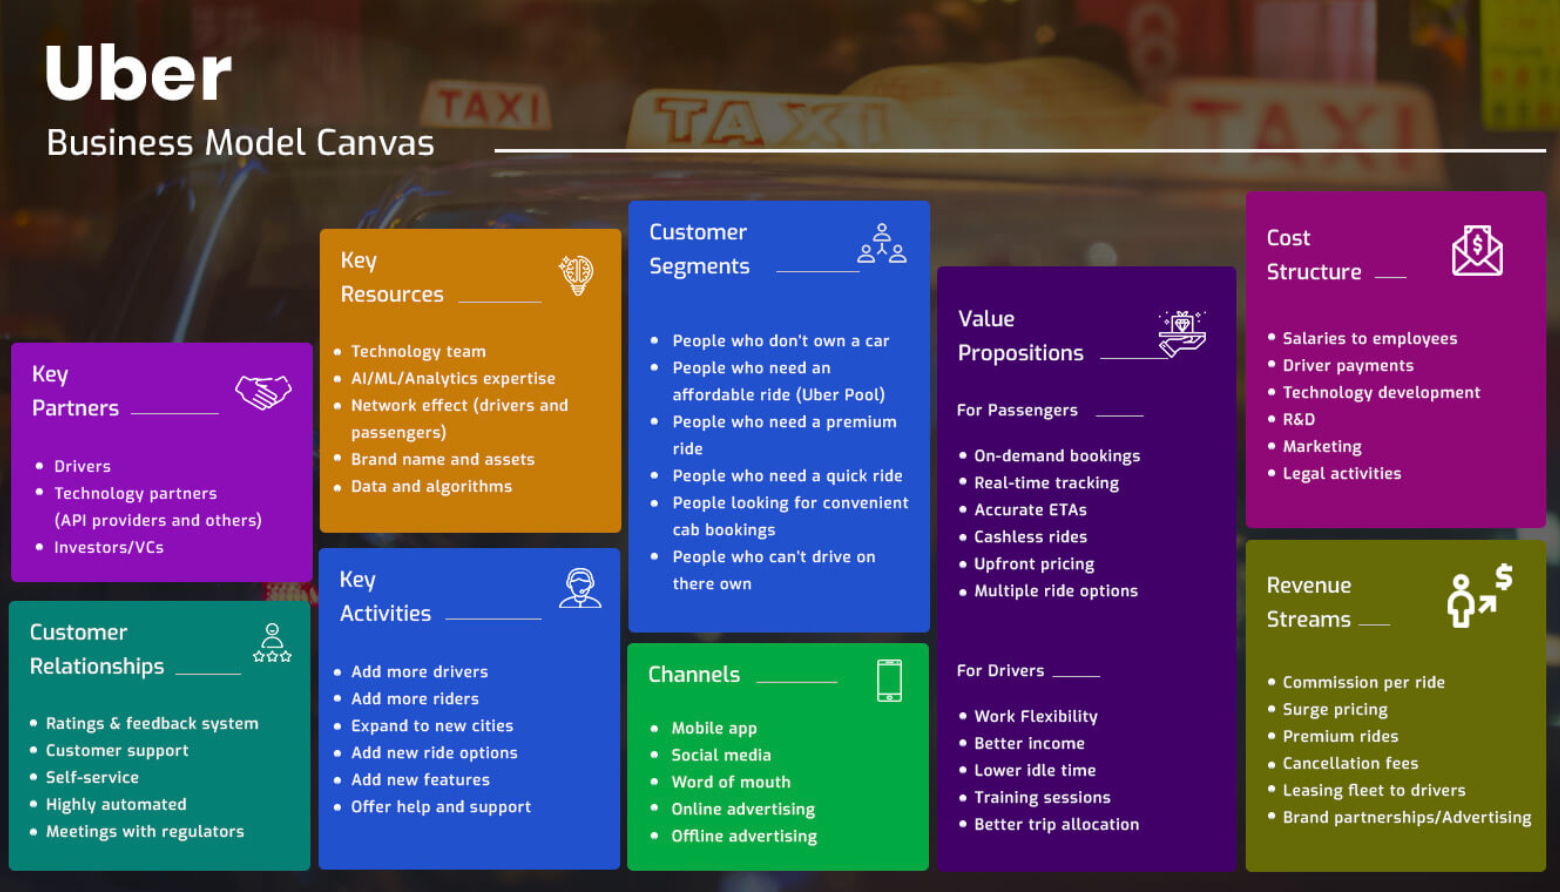 Uber
Business Model Canvas
TAXI
TAXI
TAXI
Key
Partners
Drivers
Technology partners
(API providers and others)
Investors/VCs
Customer
Relationships
Ratings & feedback system
Customer support
Self-service
Highly automated
Meetings with regulators
Key
Resources
Technology team
AI/ML/Analytics expertise
Network effect (drivers and
passengers)
Brand name and assets
Data and algorithms
Key
Activities
Add more drivers
Add more riders
Expand to new cities
Add new ride options
Add new features
Offer help and support
Customer
Segments
People who don't own a car
People who need an
affordable ride (Uber Pool)
People who need a premium
ride
People who need a quick ride
People looking for convenient
cab bookings
People who can't drive on
there own
Channels
Mobile app
Social media
Word of mouth
Online advertising
Offline advertising
Value
Propositions
For Passengers
On-demand bookings
Real-time tracking
Accurate ETAs
Cashless rides
Upfront pricing
Multiple ride options
For Drivers
Work Flexibility
Better income
Lower idle time
Training sessions
Better trip allocation
Cost
Structure
$
Salaries to employees
Driver payments
Technology development
R&D
Marketing
Legal activities
Revenue
Streams
$
Commission per ride
Surge pricing
Premium rides
Cancellation fees
Leasing fleet to drivers
Brand partnerships/Advertising